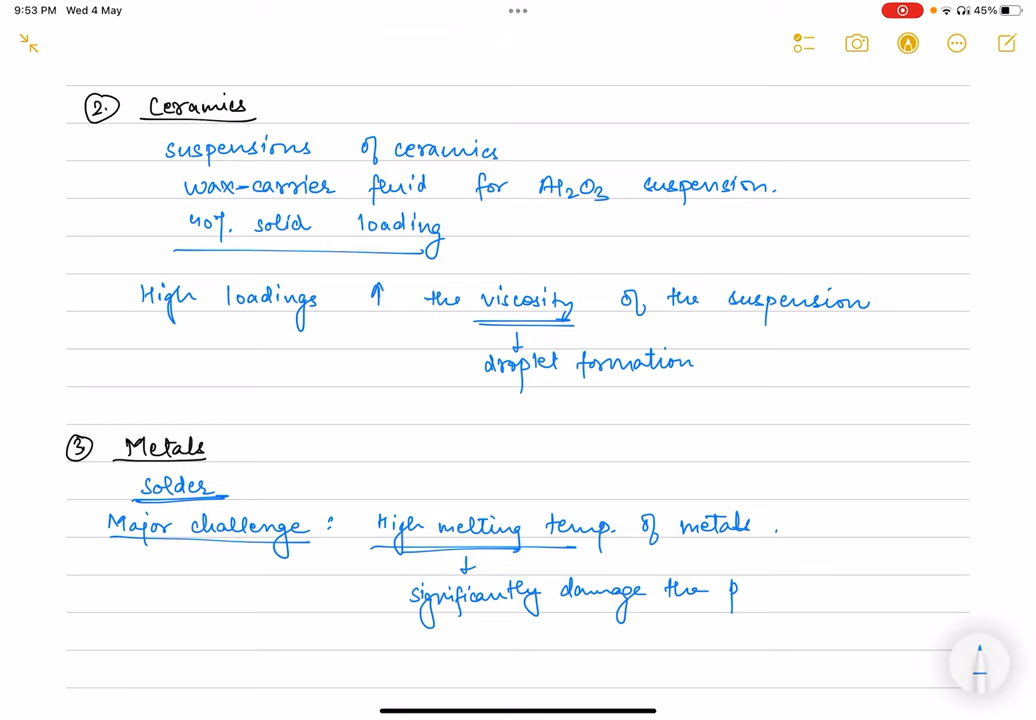 9:53 PM Wed 4 May
45%
2. Ceramics
suspensions of ceramics
wax-carrier fluid for Al2O3 suspension.
40% solid loading
High loadings ↑ the viscosity of the suspension
↓
droplet formation
3 Metals
Solder
Major challenge : High melting temp. of metals.
↓
significantly damage the p